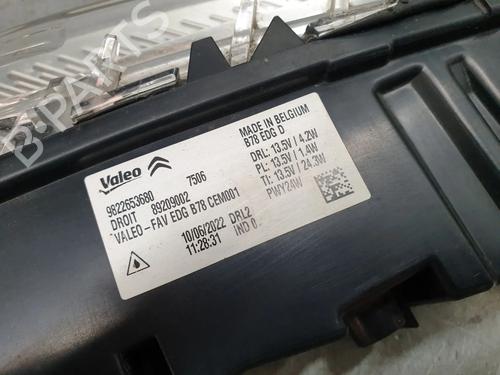 B-PARTS
Valeo
7506
9822653680
DROIT 89209002
VALEO-FAV EDG B78 CEM001
10/06/2022 DRL2
11:28:31 IND 0
MADE IN BELGIUM
B78 EDG D
DRL: 13.5V / 4.2W
PL: 13.5V / 1.4W
TI: 13.5V / 24.3W
PWY24W